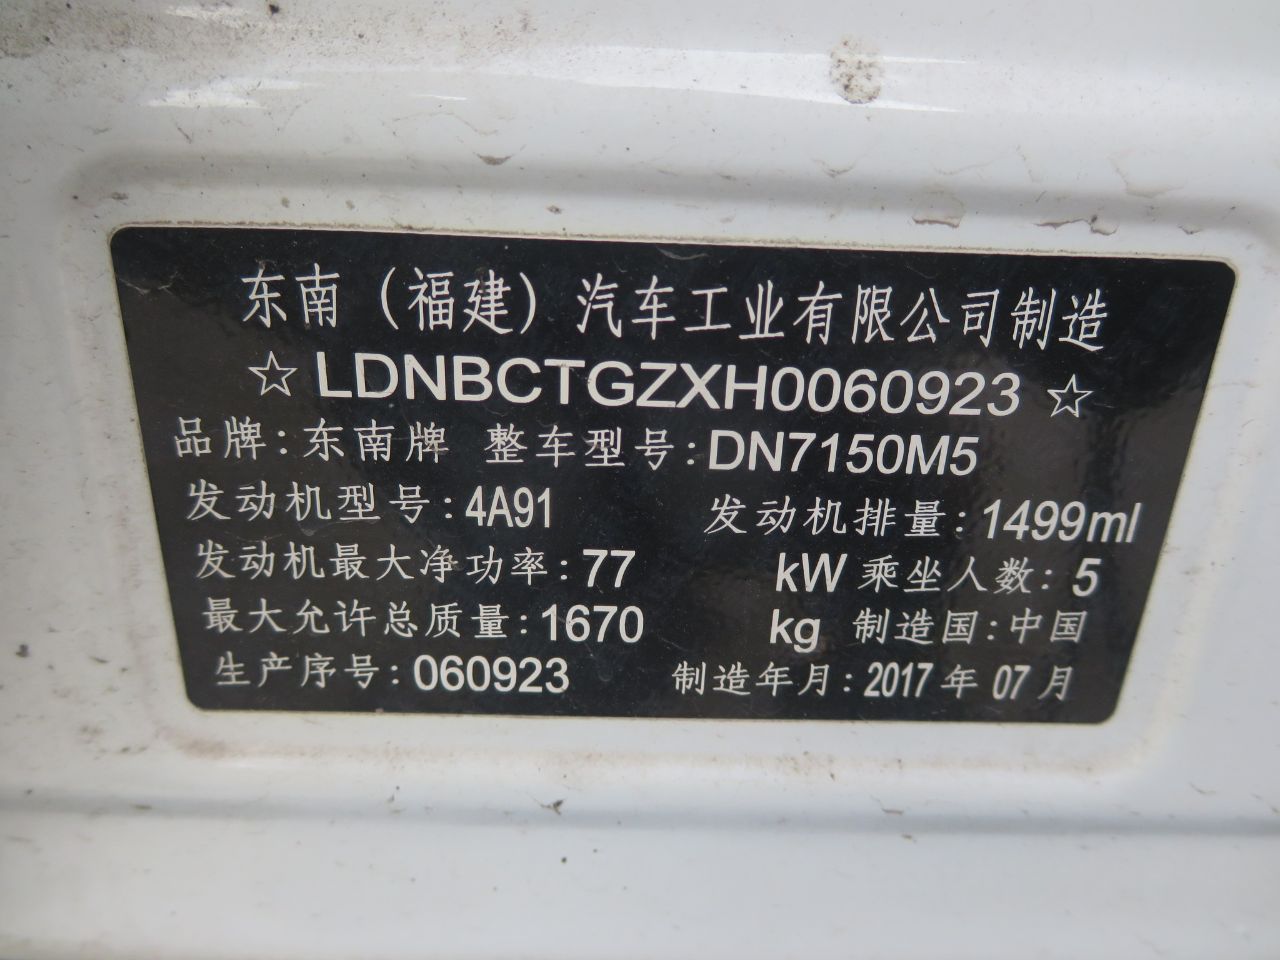 东南（福建）汽车工业有限公司制造
☆LDNBCTGZXH0060923☆
品牌:东南牌 整车型号:DN7150M5
发动机型号:4A91 发动机排量:1499ml
发动机最大净功率:77 kW 乘坐人数:5
最大允许总质量:1670 kg 制造国:中国
生产序号:060923 制造年月:2017年07月